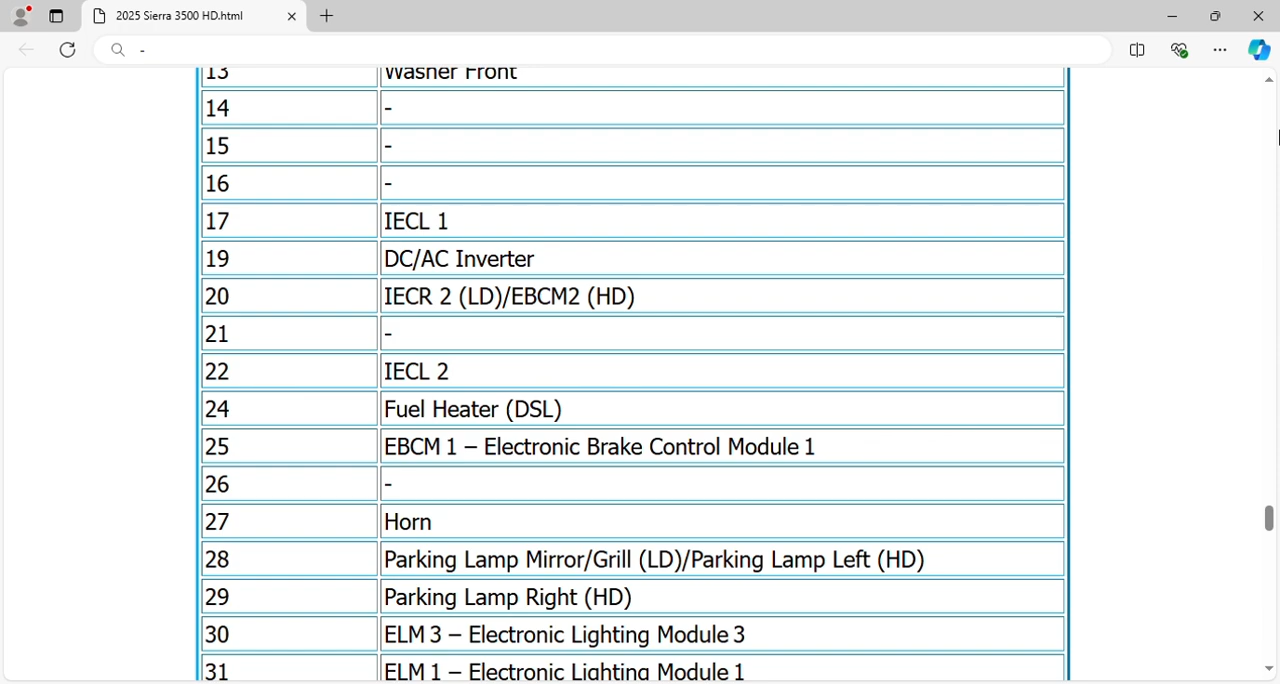 2025 Sierra 3500 HD.html
-
13 Washer Front
14 -
15 -
16 -
17 IECL 1
19 DC/AC Inverter
20 IECR 2 (LD)/EBCM2 (HD)
21 -
22 IECL 2
24 Fuel Heater (DSL)
25 EBCM 1 – Electronic Brake Control Module 1
26 -
27 Horn
28 Parking Lamp Mirror/Grill (LD)/Parking Lamp Left (HD)
29 Parking Lamp Right (HD)
30 ELM 3 – Electronic Lighting Module 3
31 ELM 1 – Electronic Lighting Module 1